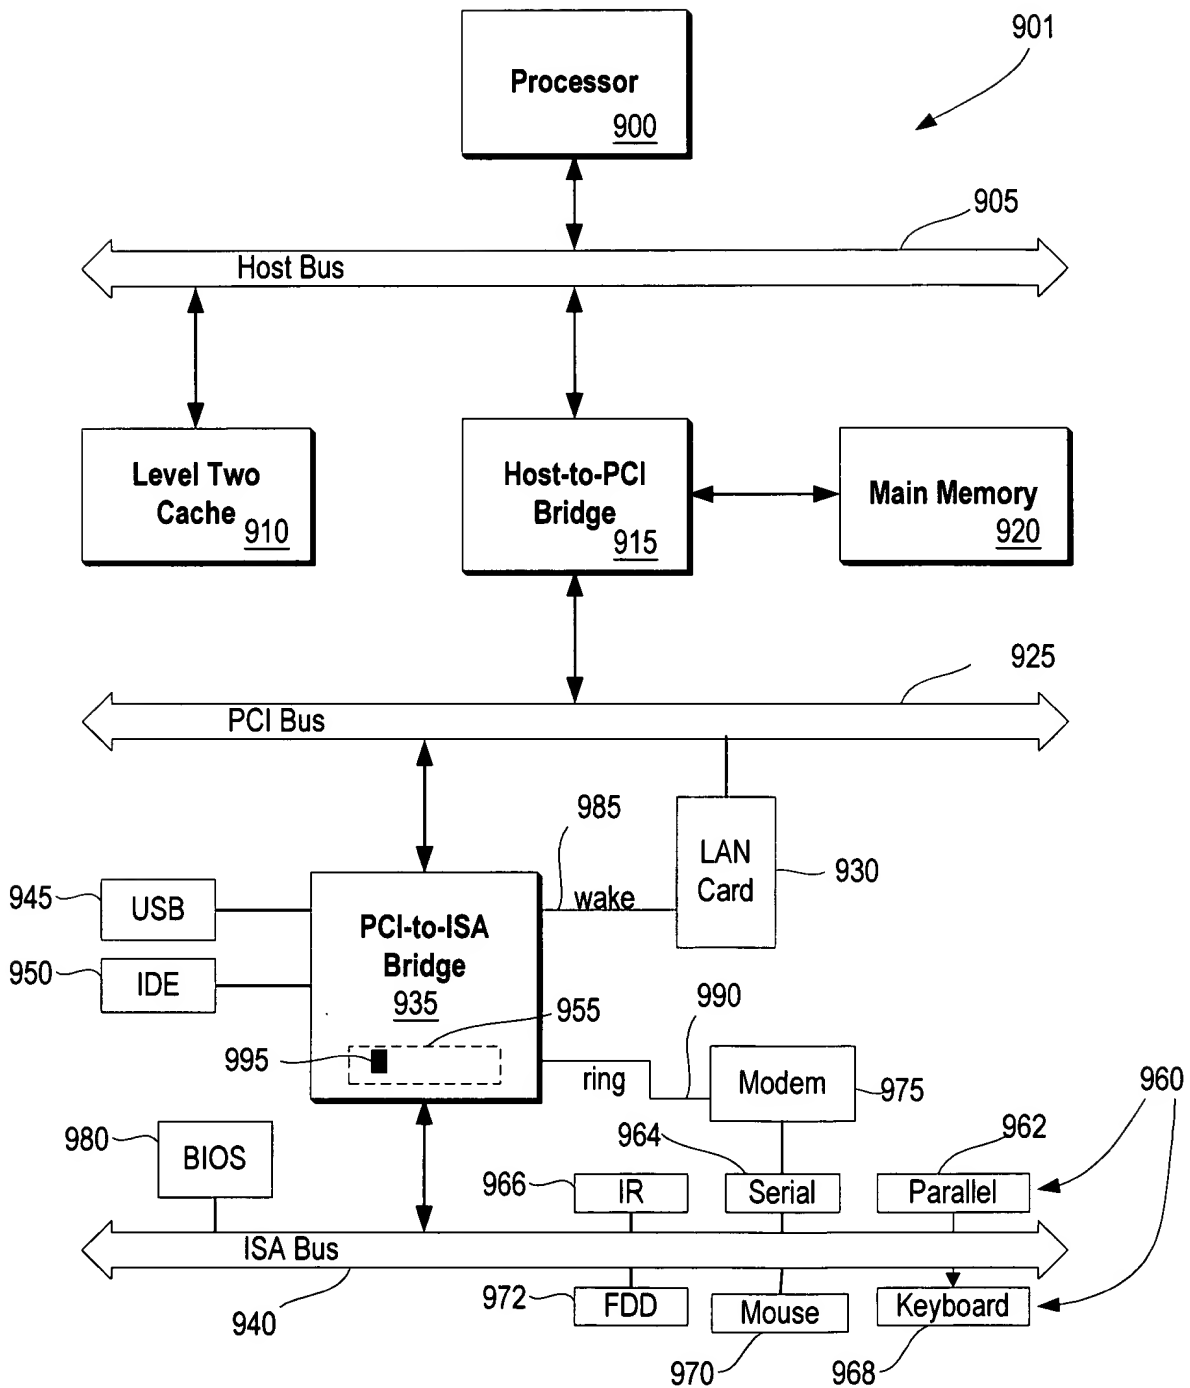 901
Processor
900
905
Host Bus
Level Two
Cache
910
Host-to-PCI
Bridge
915
Main Memory
920
925
PCI Bus
985
LAN
Card
930
wake
945
USB
950
IDE
PCI-to-ISA
Bridge
935
955
995
990
ring
Modem
975
960
980
BIOS
964
962
966
IR
Serial
Parallel
ISA Bus
940
972
FDD
Mouse
Keyboard
970
968